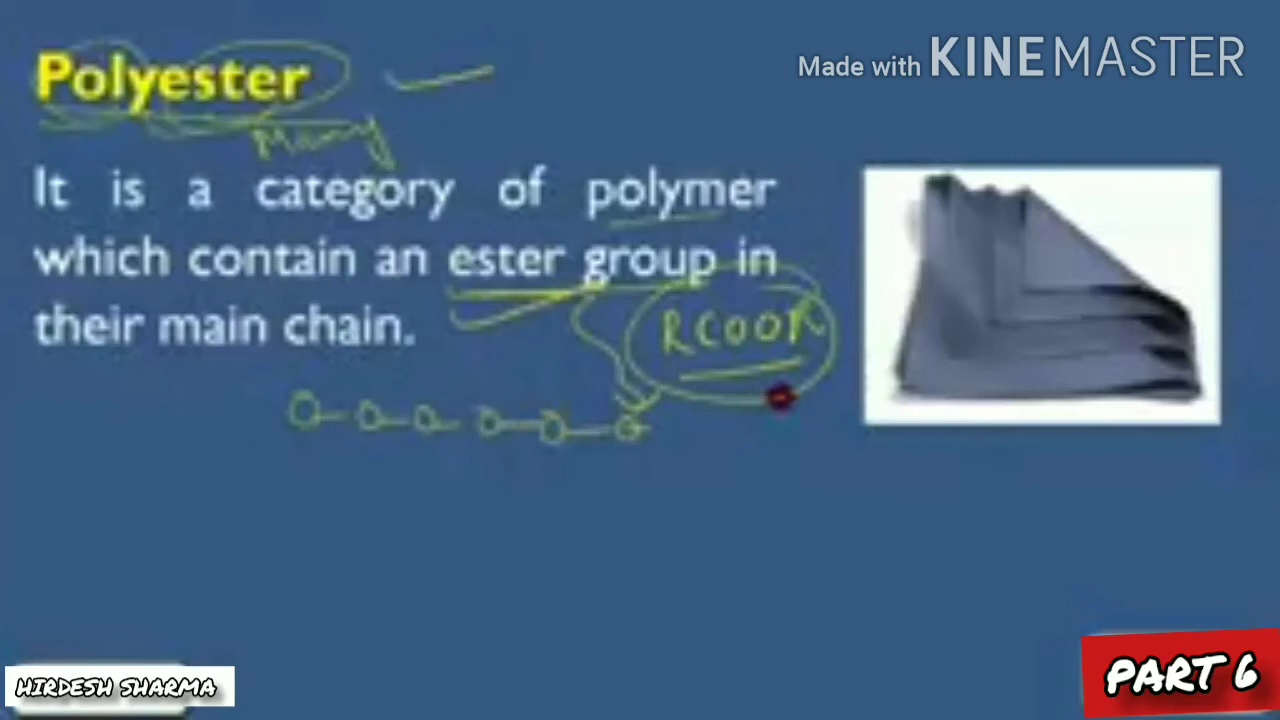 Polyester
Made with KINEMASTER
Many
It is a category of polymer
which contain an ester group in
their main chain.
RCOOR
HIRDESH SHARMA
PART 6